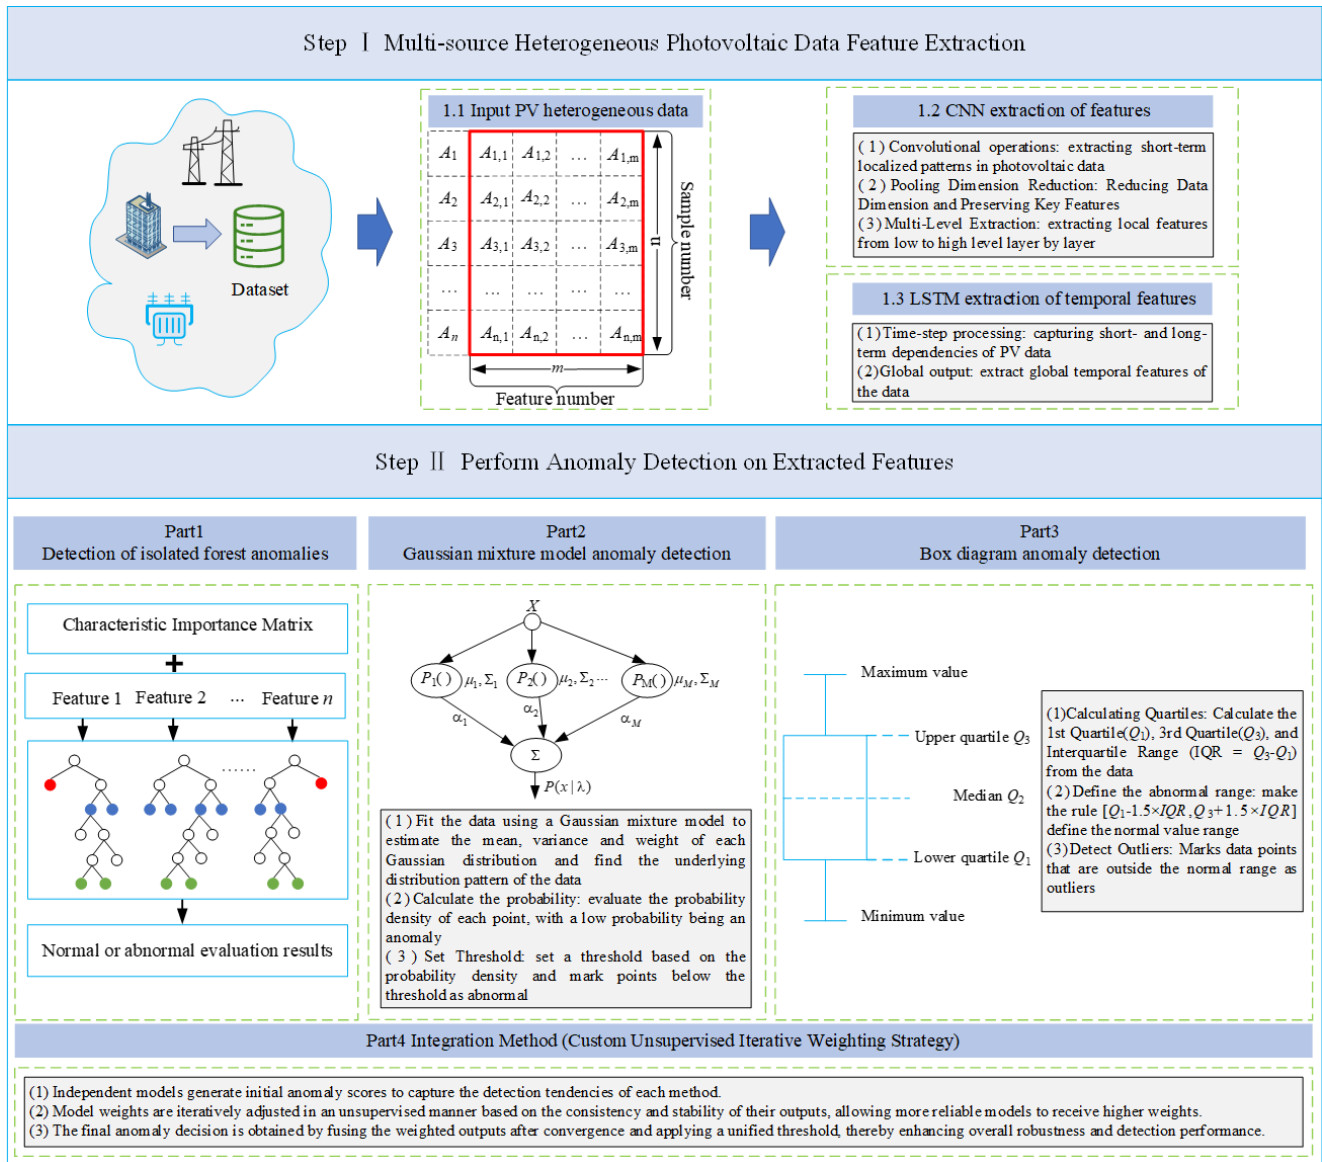 Step Ⅰ Multi-source Heterogeneous Photovoltaic Data Feature Extraction
Dataset
1.1 Input PV heterogeneous data
A1 A1,1 A1,2 … A1,m
A2 A2,1 A2,2 … A2,m
A3 A3,1 A3,2 … A3,m
… … … … …
An An,1 An,2 … An,m
n
Sample number
m
Feature number
1.2 CNN extraction of features
(1) Convolutional operations: extracting short-term
localized patterns in photovoltaic data
(2) Pooling Dimension Reduction: Reducing Data
Dimension and Preserving Key Features
(3) Multi-Level Extraction: extracting local features
from low to high level layer by layer
1.3 LSTM extraction of temporal features
(1)Time-step processing: capturing short- and long-
term dependencies of PV data
(2)Global output: extract global temporal features of
the data
Step Ⅱ Perform Anomaly Detection on Extracted Features
Part1
Detection of isolated forest anomalies
Characteristic Importance Matrix
+
Feature 1 Feature 2 … Feature n
……
Normal or abnormal evaluation results
Part2
Gaussian mixture model anomaly detection
X
P1( ) μ1, Σ1 P2( ) μ2, Σ2 … PM( ) μM, ΣM
α1 α2 αM
Σ
P(x | λ)
(1) Fit the data using a Gaussian mixture model to
estimate the mean, variance and weight of each
Gaussian distribution and find the underlying
distribution pattern of the data
(2) Calculate the probability: evaluate the probability
density of each point, with a low probability being an
anomaly
(3) Set Threshold: set a threshold based on the
probability density and mark points below the
threshold as abnormal
Part3
Box diagram anomaly detection
Maximum value
Upper quartile Q3
Median Q2
Lower quartile Q1
Minimum value
(1)Calculating Quartiles: Calculate the
1st Quartile(Q1), 3rd Quartile(Q3), and
Interquartile Range (IQR = Q3-Q1)
from the data
(2) Define the abnormal range: make
the rule [Q1-1.5×IQR,Q3+1.5×IQR]
define the normal value range
(3)Detect Outliers: Marks data points
that are outside the normal range as
outliers
Part4 Integration Method (Custom Unsupervised Iterative Weighting Strategy)
(1) Independent models generate initial anomaly scores to capture the detection tendencies of each method.
(2) Model weights are iteratively adjusted in an unsupervised manner based on the consistency and stability of their outputs, allowing more reliable models to receive higher weights.
(3) The final anomaly decision is obtained by fusing the weighted outputs after convergence and applying a unified threshold, thereby enhancing overall robustness and detection performance.